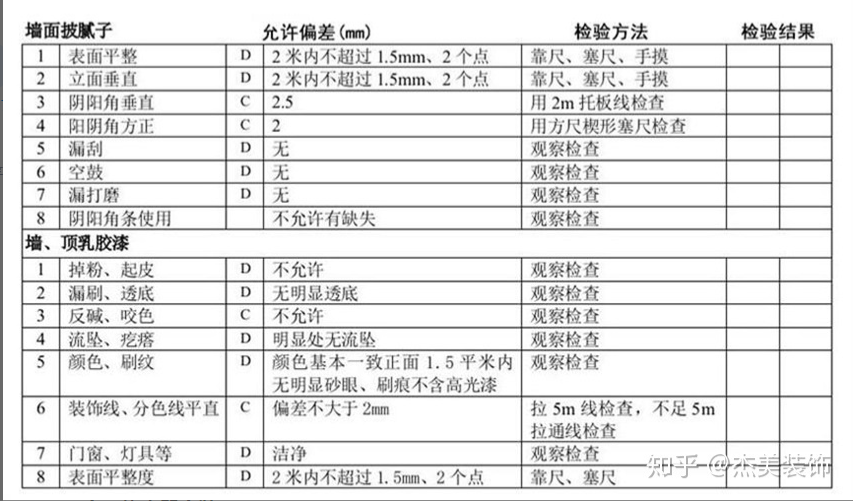 墙面披腻子 允许偏差(mm) 检验方法 检验结果
1 表面平整 D 2米内不超过1.5mm、2个点 靠尺、塞尺、手摸
2 立面垂直 D 2米内不超过1.5mm、2个点 靠尺、塞尺、手摸
3 阴阳角垂直 C 2.5 用2m托板线检查
4 阳阴角方正 C 2 用方尺楔形塞尺检查
5 漏刮 D 无 观察检查
6 空鼓 D 无 观察检查
7 漏打磨 D 无 观察检查
8 阴阳角条使用 不允许有缺失 观察检查
墙、顶乳胶漆
1 掉粉、起皮 D 不允许 观察检查
2 漏刷、透底 D 无明显透底 观察检查
3 反碱、咬色 C 不允许 观察检查
4 流坠、疙瘩 D 明显处无流坠 观察检查
5 颜色、刷纹 D 颜色基本一致正面1.5平米内 观察检查
无明显砂眼、刷痕不含高光漆
6 装饰线、分色线平直 C 偏差不大于2mm 拉5m线检查，不足5m
拉通线检查
7 门窗、灯具等 D 洁净 观察检查
8 表面平整度 D 2米内不超过1.5mm、2个点 靠尺、塞尺
知乎 @杰美装饰